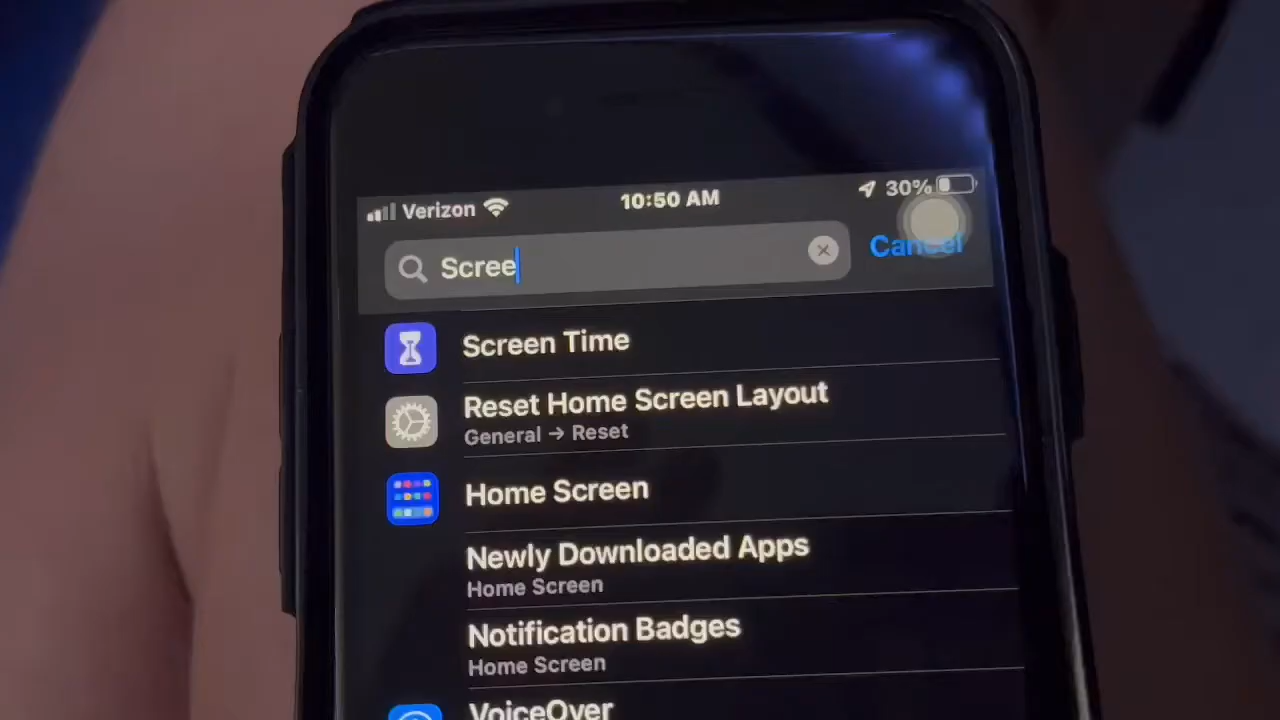 Verizon 10:50 AM 30%
Scree Cancel
Screen Time
Reset Home Screen Layout
General → Reset
Home Screen
Newly Downloaded Apps
Home Screen
Notification Badges
Home Screen
VoiceOver